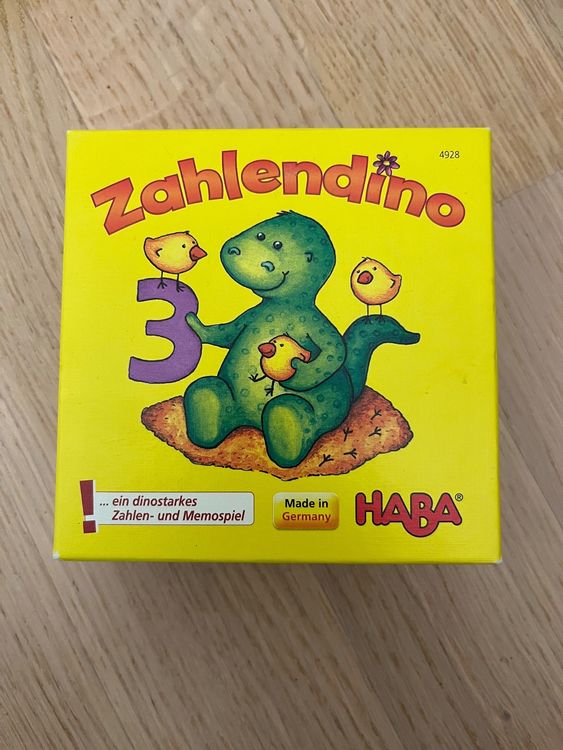 4928
Zahlendino
3
! ... ein dinostarkes
Zahlen- und Memospiel
Made in
Germany
HABA®